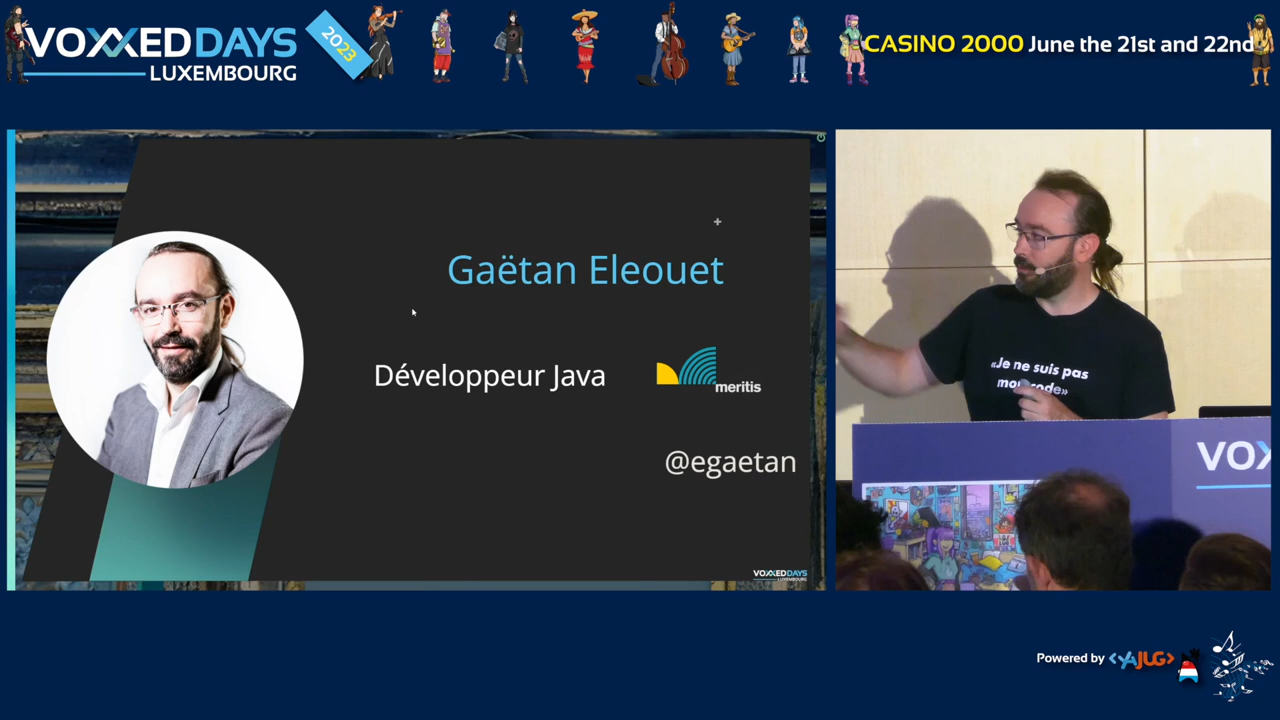 VOXXED DAYS
2023
LUXEMBOURG
CASINO 2000 June the 21st and 22nd
Gaëtan Eleouet
Développeur Java
meritis
@egaetan
VOXXED DAYS
LUXEMBOURG
«Je ne suis pas
mon code»
VOX
Powered by <YAJUG>